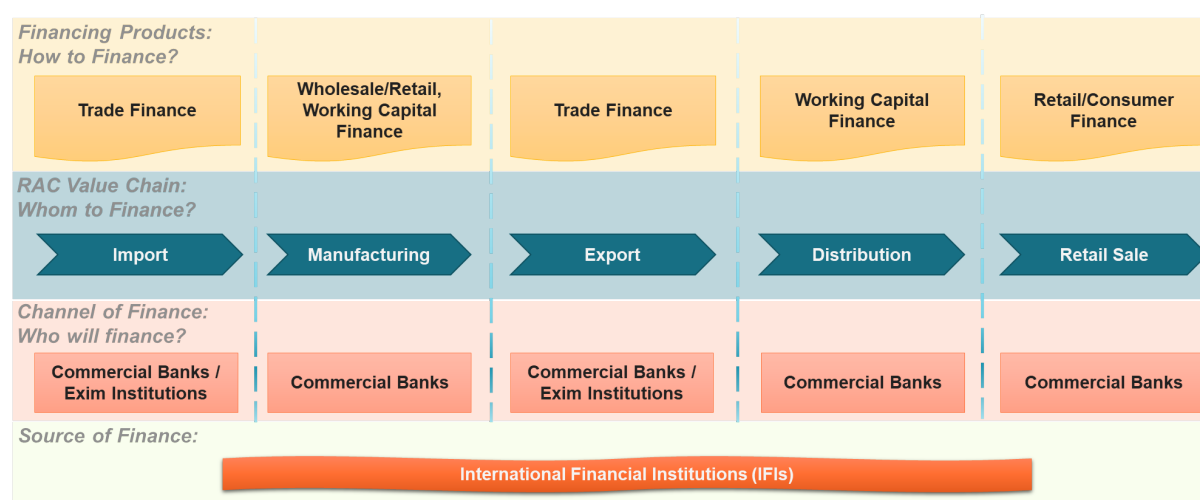 Financing Products:
How to Finance?
Trade Finance
Wholesale/Retail,
Working Capital
Finance
Trade Finance
Working Capital
Finance
Retail/Consumer
Finance
RAC Value Chain:
Whom to Finance?
Import
Manufacturing
Export
Distribution
Retail Sale
Channel of Finance:
Who will finance?
Commercial Banks /
Exim Institutions
Commercial Banks
Commercial Banks /
Exim Institutions
Commercial Banks
Commercial Banks
Source of Finance:
International Financial Institutions (IFIs)